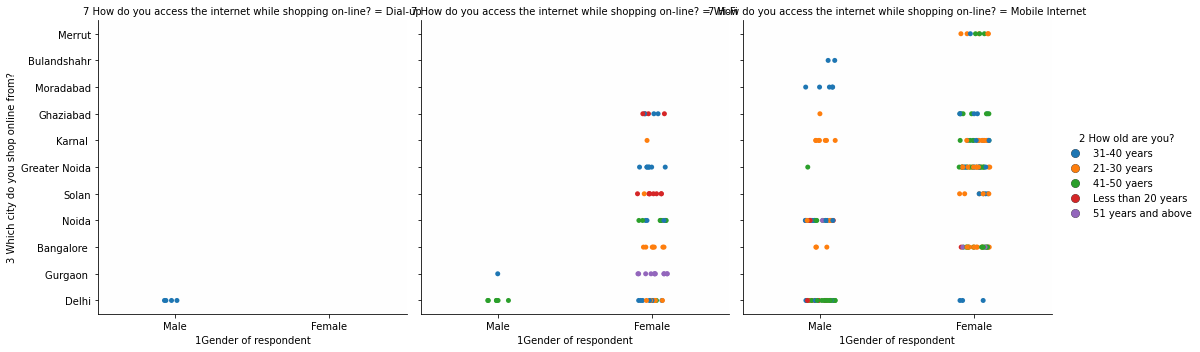 7 How do you access the internet while shopping on-line? = Dial-up
7 How do you access the internet while shopping on-line? = Wi-Fi
7 How do you access the internet while shopping on-line? = Mobile Internet
3 Which city do you shop online from?
Merrut
Bulandshahr
Moradabad
Ghaziabad
Karnal
Greater Noida
Solan
Noida
Bangalore
Gurgaon
Delhi
Male
Female
Male
Female
Male
Female
1Gender of respondent
1Gender of respondent
1Gender of respondent
2 How old are you?
31-40 years
21-30 years
41-50 yaers
Less than 20 years
51 years and above